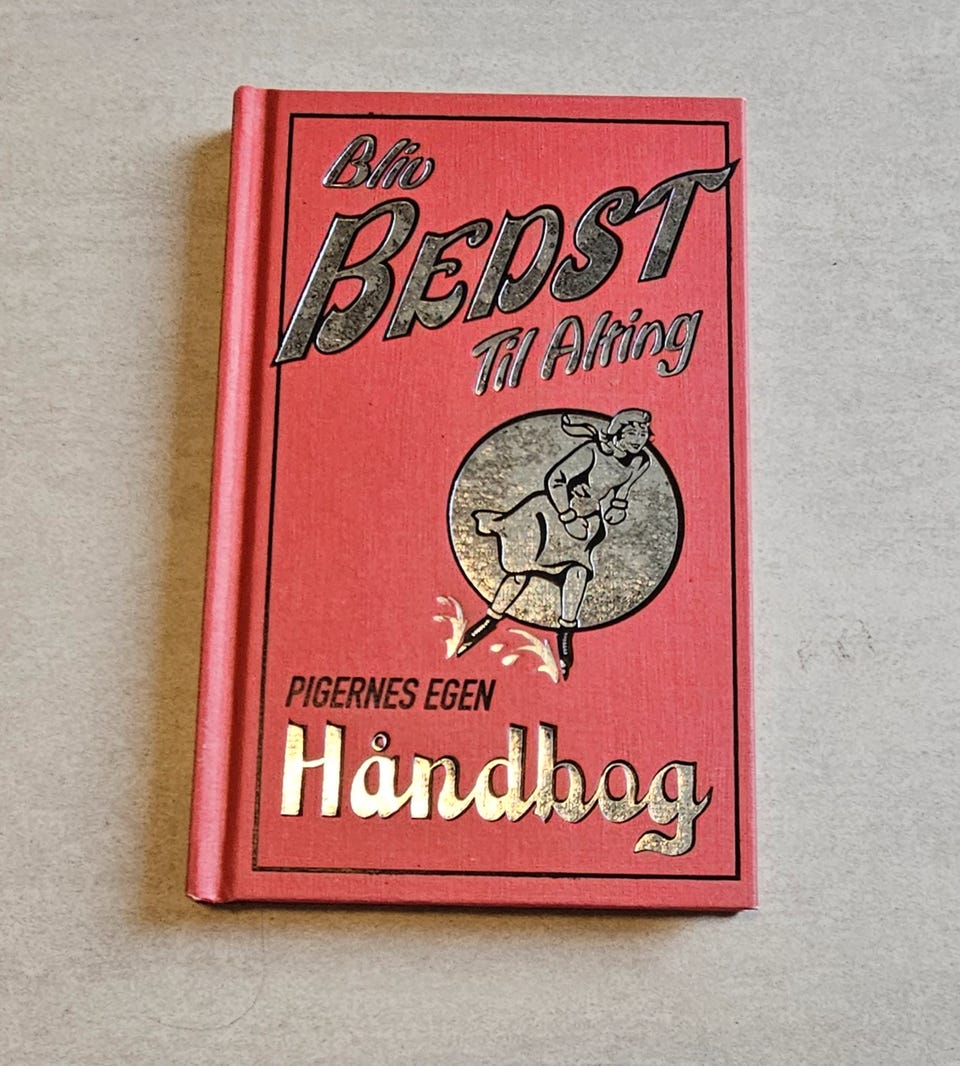 Bliv
BEDST
Til Alting
PIGERNES EGEN
Håndbog